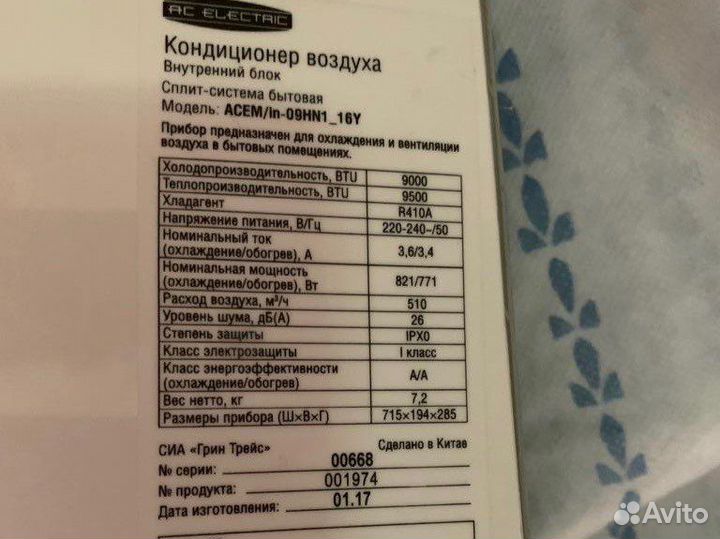 AC ELECTRIC
Кондиционер воздуха
Внутренний блок
Сплит-система бытовая
Модель: ACEM/in-09HN1_16Y
Прибор предназначен для охлаждения и вентиляции
воздуха в бытовых помещениях.
Холодопроизводительность, BTU 9000
Теплопроизводительность, BTU 9500
Хладагент R410A
Напряжение питания, В/Гц 220-240~/50
Номинальный ток
(охлаждение/обогрев), А 3,6/3,4
Номинальная мощность
(охлаждение/обогрев), Вт 821/771
Расход воздуха, м³/ч 510
Уровень шума, дБ(А) 26
Степень защиты IPX0
Класс электрозащиты I класс
Класс энергоэффективности
(охлаждение/обогрев) A/A
Вес нетто, кг 7,2
Размеры прибора (Ш×В×Г) 715×194×285
СИА «Грин Трейс» Сделано в Китае
№ серии: 00668
№ продукта: 001974
Дата изготовления: 01.17
Avito